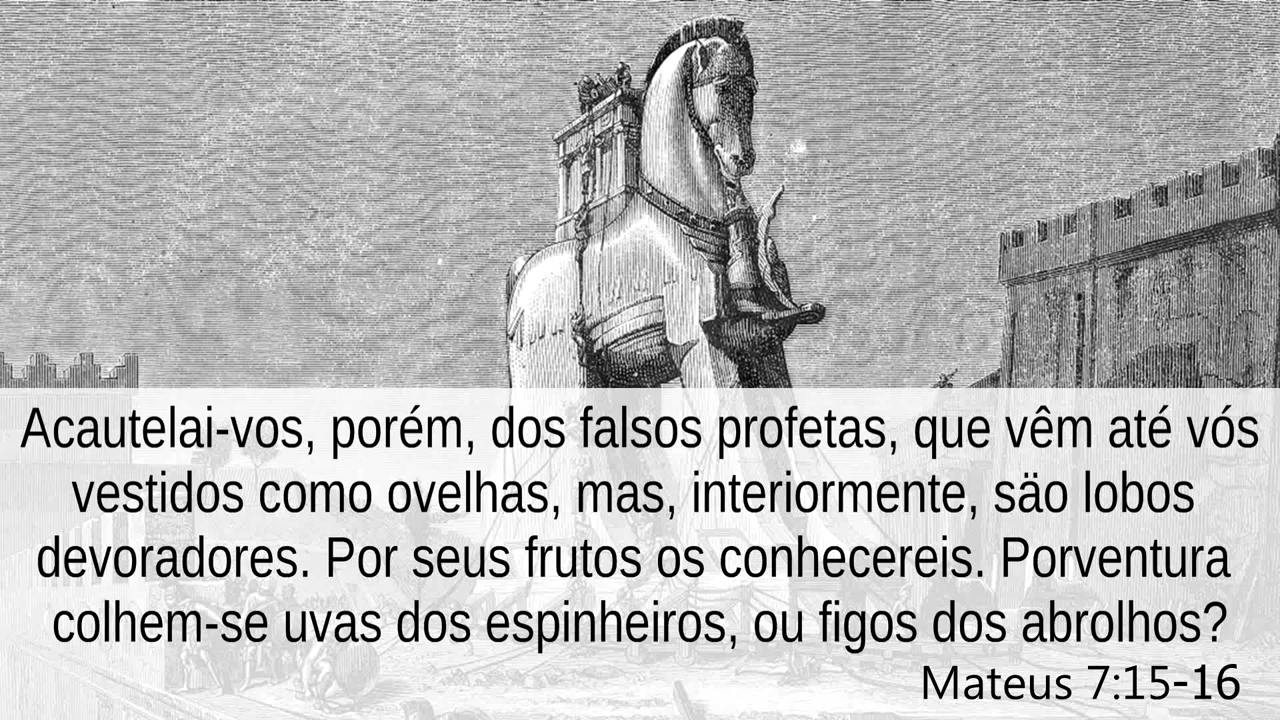 Acautelai-vos, porém, dos falsos profetas, que vêm até vós
vestidos como ovelhas, mas, interiormente, säo lobos
devoradores. Por seus frutos os conhecereis. Porventura
colhem-se uvas dos espinheiros, ou figos dos abrolhos?
Mateus 7:15-16